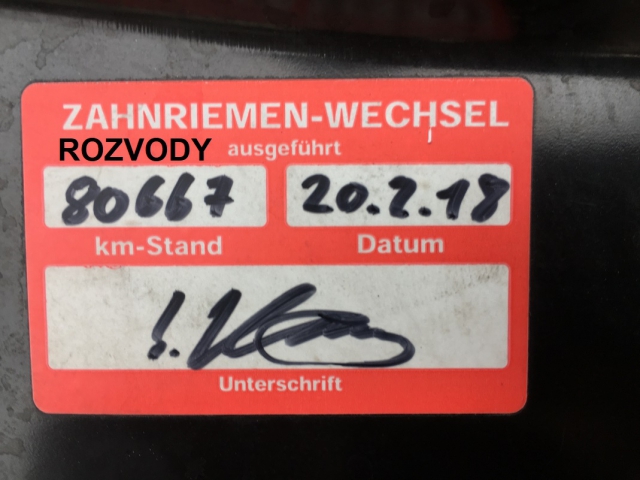 ZAHNRIEMEN-WECHSEL
ROZVODY ausgeführt
80667 20.2.18
km-Stand Datum
Unterschrift